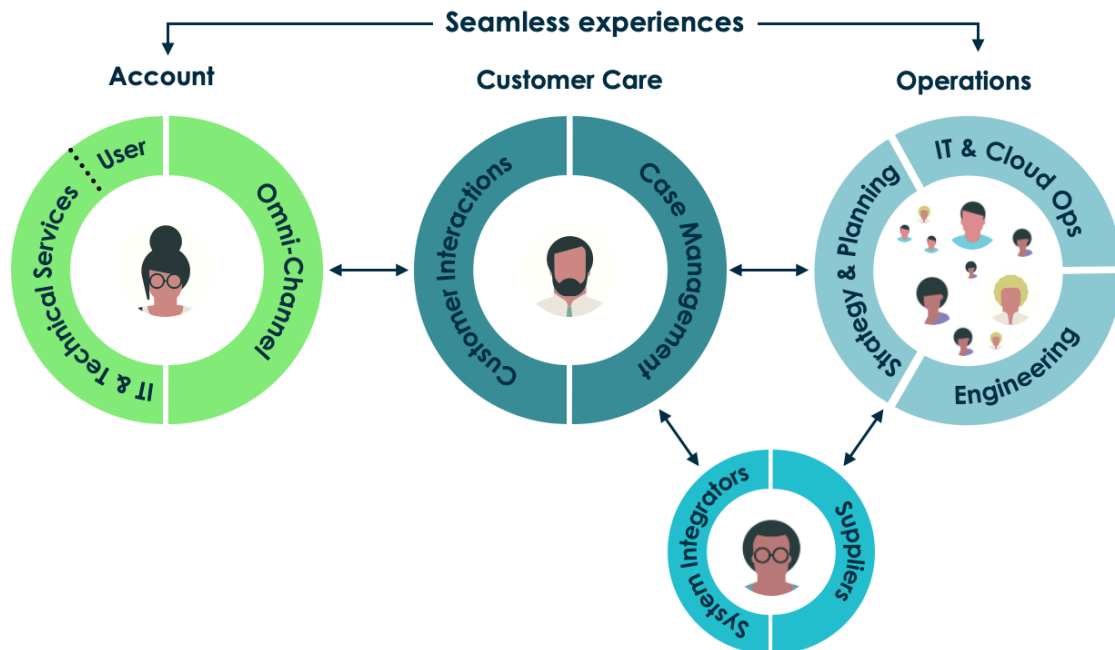 Seamless experiences
Account
Customer Care
Operations
User
IT & Technical Services
Omni-Channel
Customer Interactions
Case Management
Strategy & Planning
IT & Cloud Ops
Engineering
System Integrators
Suppliers